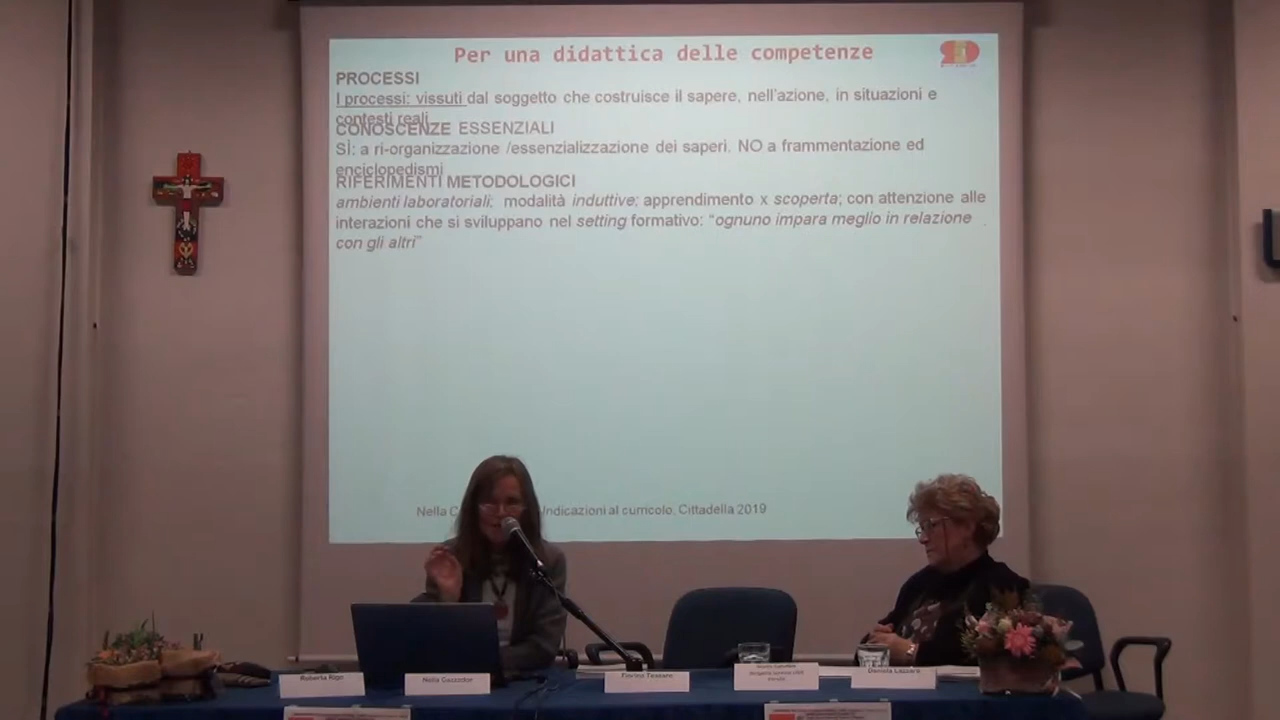 Per una didattica delle competenze
PROCESSI
I processi: vissuti dal soggetto che costruisce il sapere, nell'azione, in situazioni e
contesti reali
CONOSCENZE ESSENZIALI
SÌ: a ri-organizzazione /essenzializzazione dei saperi. NO a frammentazione ed
enciclopedismi
RIFERIMENTI METODOLOGICI
ambienti laboratoriali; modalità induttive; apprendimento x scoperta; con attenzione alle
interazioni che si sviluppano nel setting formativo: "ognuno impara meglio in relazione
con gli altri"
Nella Indicazioni al curricolo, Cittadella 2019
Roberta Rigo
Nella Cazzador
Daniela Lazzaro